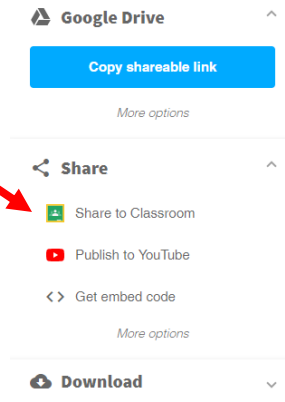 Google Drive
Copy shareable link
More options
Share
Share to Classroom
Publish to YouTube
Get embed code
More options
Download